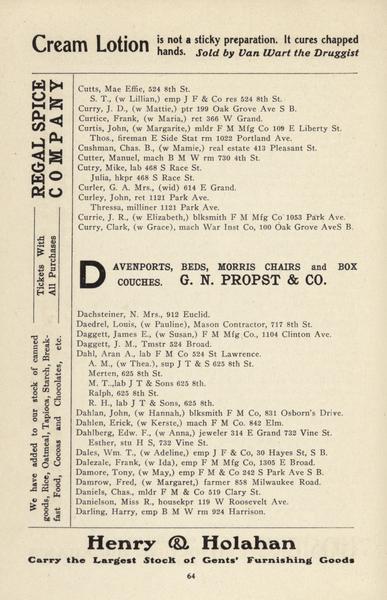 Cream Lotion is not a sticky preparation. It cures chapped
hands. Sold by Van Wart the Druggist
REGAL SPICE
COMPANY
Tickets With
All Purchases
We have added to our stock of canned
goods, Rice, Oatmeal, Tapioca, Starch, Break-
fast Food, Cocoas and Chocolates, etc.
Cutts, Mae Effie, 524 8th St.
S. T., (w Lillian,) emp J F & Co res 524 8th St.
Curry, J. D., (w Mattie,) ptr 199 Oak Grove Ave S B.
Curtice, Frank, (w Maria,) ret 366 W Grand.
Curtis, John, (w Margarite,) mldr F M Mfg Co 109 E Liberty St.
Thos., fireman E Side Stat rm 1022 Portland Ave.
Cushman, Chas. B., (w Mamie,) real estate 413 Pleasant St.
Cutter, Manuel, mach B M W rm 730 4th St.
Cutry, Mike, lab 468 S Race St.
Julia, hkpr 468 S Race St.
Curler, G. A. Mrs., (wid) 614 E Grand.
Curley, John, ret 1121 Park Ave.
Thressa, milliner 1121 Park Ave.
Currie, J. R., (w Elizabeth,) blksmith F M Mfg Co 1053 Park Ave.
Curry, Clark, (w Grace), mach War Inst Co, 100 Oak Grove AveS B.
DAVENPORTS, BEDS, MORRIS CHAIRS and BOX
COUCHES. G. N. PROPST & CO.
Dachsteiner, N. Mrs., 912 Euclid.
Daedrel, Louis, (w Pauline), Mason Contractor, 717 8th St.
Daggett, James E., (w Susan,) F M Mfg Co., 1104 Clinton Ave.
Daggett, J. M., Tmstr 524 Broad.
Dahl, Aran A., lab F M Co 524 St Lawrence.
A. M., (w Thea.), sup J T & S 625 8th St.
Merten, 625 8th St.
M. T.,lab J T & Sons 625 8th.
Ralph, 625 8th St.
R. H., lab J T & Sons, 625 8th.
Dahlan, John, (w Hannah,) blksmith F M Co, 831 Osborn's Drive.
Dahlen, Erick, (w Kerste,) mach F M Co. 842 Elm.
Dahlberg, Edw. F., (w Anna,) jeweler 314 E Grand 732 Vine St.
Esther, stu H S, 732 Vine St.
Dales, Wm. T., (w Adeline,) emp J F & Co, 30 Hayes St, S B.
Dalezale, Frank, (w Ida), emp F M Mfg Co, 1305 E Broad.
Damore, Tony, (w May,) emp F M & Co 242 S Park Ave S B.
Damrow, Fred, (w Margaret,) farmer 858 Milwaukee Road.
Daniels, Chas., mldr F M & Co 519 Clary St.
Danielson, Miss R., housekpr 119 W Roosevelt Ave.
Darling, Harry, emp B M W rm 924 Harrison.
Henry & Holahan
Carry the Largest Stock of Gents' Furnishing Goods
64